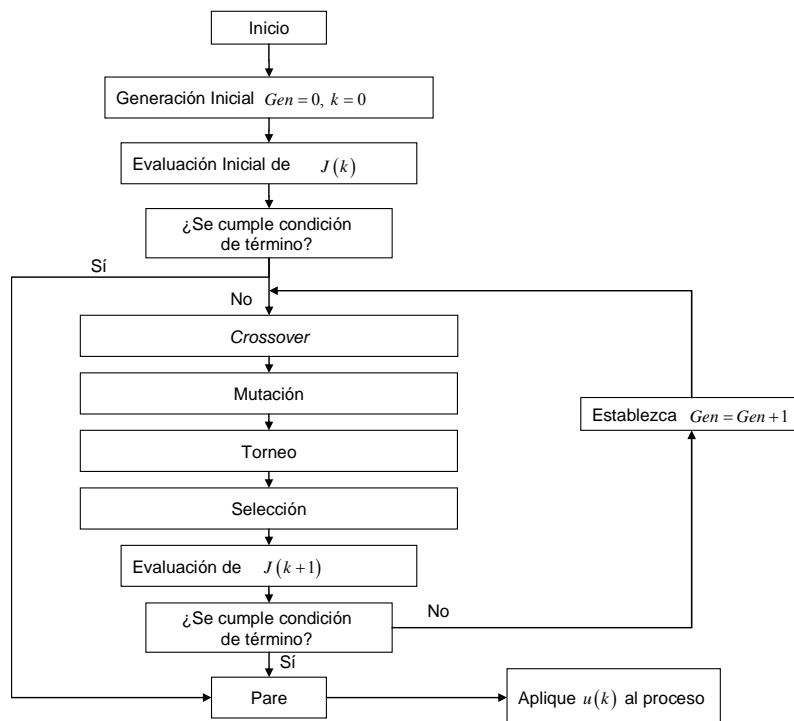 Inicio
Generación Inicial Gen = 0, k = 0
Evaluación Inicial de J(k)
¿Se cumple condición
de término?
Sí
No
Crossover
Mutación
Establezca Gen = Gen + 1
Torneo
Selección
Evaluación de J(k+1)
¿Se cumple condición
de término?
No
Sí
Pare
Aplique u(k) al proceso